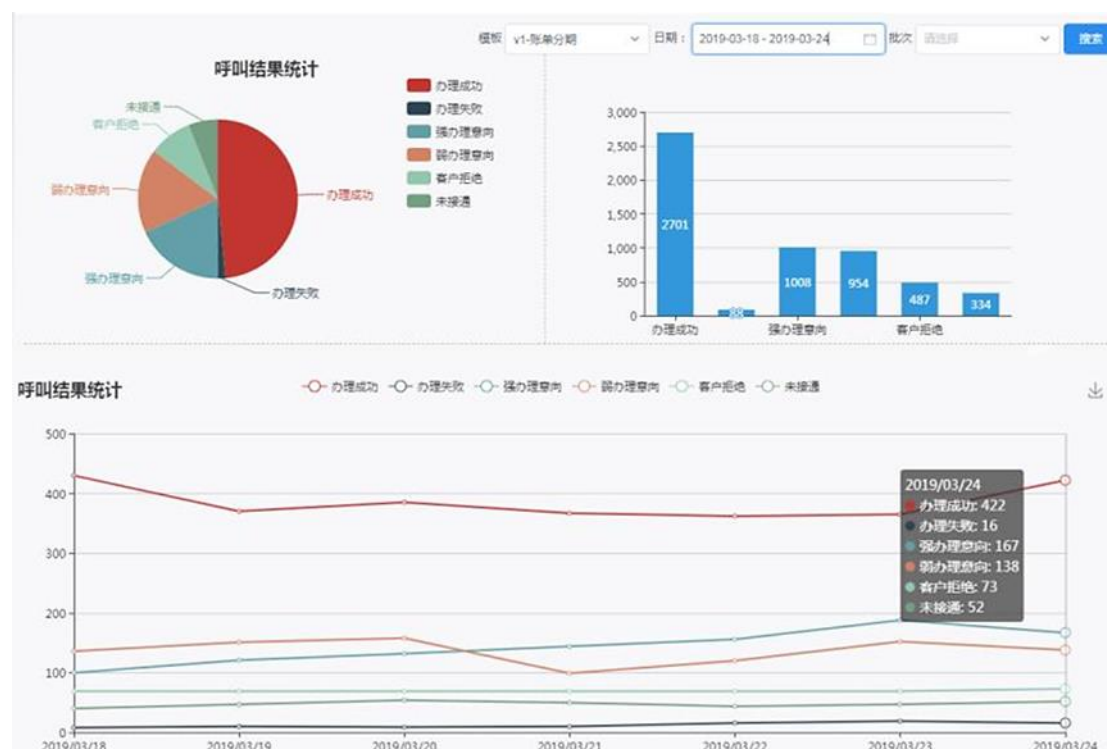 模板 v1-账单分期 日期： 2019-03-18 - 2019-03-24 批次 请选择 搜索
呼叫结果统计
办理成功
办理失败
强办理意向
弱办理意向
客户拒绝
未接通
未接通
客户拒绝
弱办理意向
强办理意向
办理成功
办理失败
3,000
2,500
2,000
1,500
1,000
500
0
2701
88
1008
954
487
334
办理成功 强办理意向 客户拒绝
呼叫结果统计
办理成功 办理失败 强办理意向 弱办理意向 客户拒绝 未接通
500
400
300
200
100
0
2019/03/24
办理成功: 422
办理失败: 16
强办理意向: 167
弱办理意向: 138
客户拒绝: 73
未接通: 52
2019/03/18 2019/03/19 2019/03/20 2019/03/21 2019/03/22 2019/03/23 2019/03/24